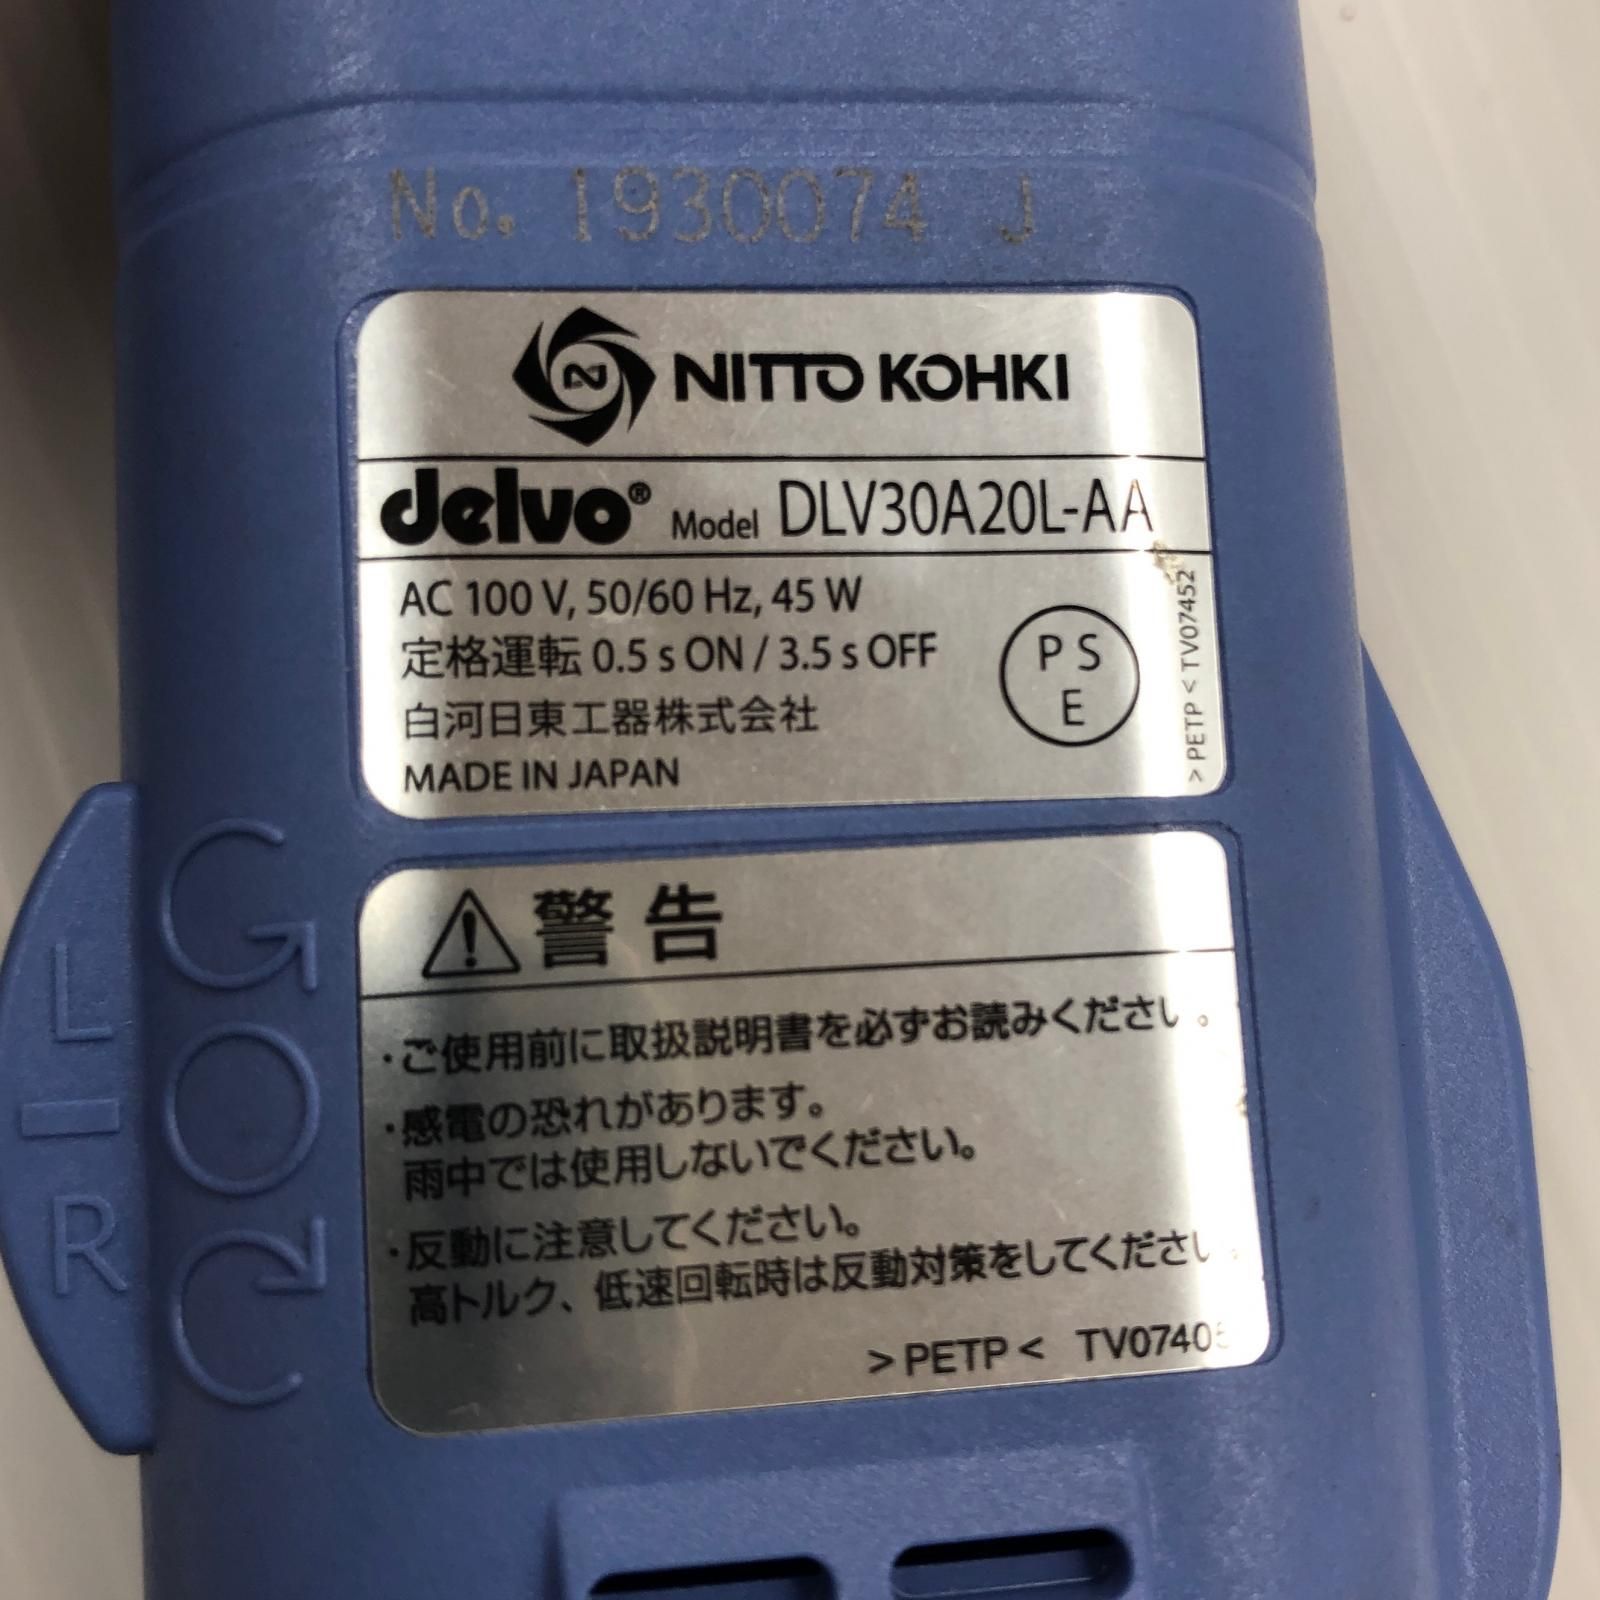 No. 1930074 J
N NITTO KOHKI
delvo® Model DLV30A20L-AA
AC 100 V, 50/60 Hz, 45 W
定格運転 0.5 s ON / 3.5 s OFF
白河日東工器株式会社
MADE IN JAPAN
P S
E
>PETP< TV07452
警告
・ご使用前に取扱説明書を必ずお読みください。
・感電の恐れがあります。
雨中では使用しないでください。
・反動に注意してください。
高トルク、低速回転時は反動対策をしてください。
>PETP<
L
R